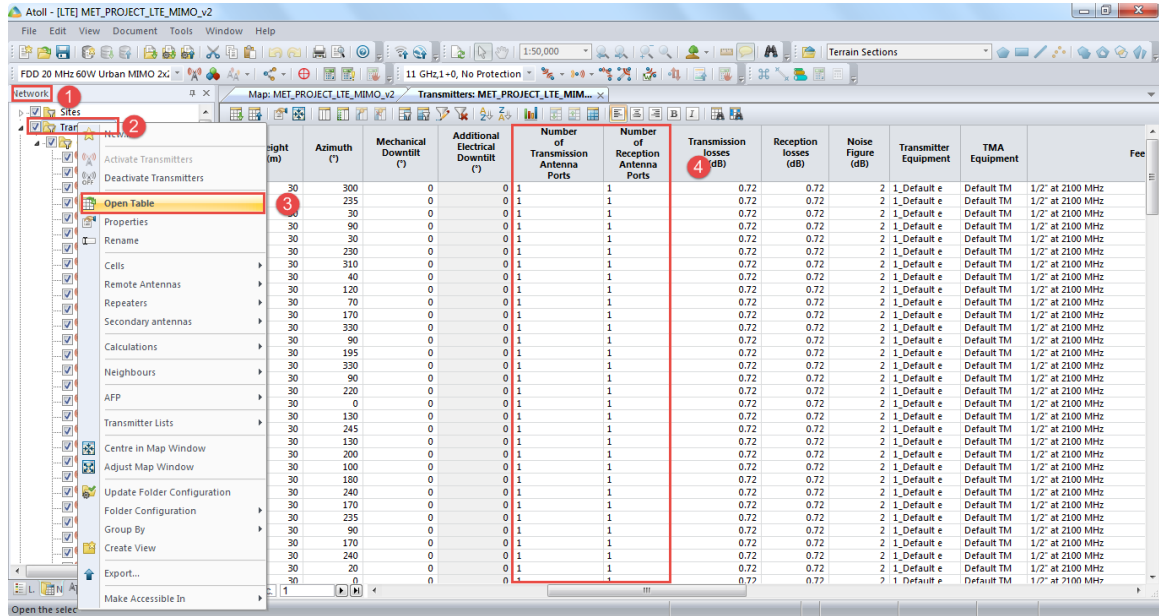 Atoll - [LTE] MET_PROJECT_LTE_MIMO_v2
File Edit View Document Tools Window Help
1:50,000 Terrain Sections
FDD 20 MHz 60W Urban MIMO 2x 11 GHz,1+0, No Protection
Network
1
Map: MET_PROJECT_LTE_MIMO_v2
Transmitters: MET_PROJECT_LTE_MIM...
Sites
Tran
2
Activate Transmitters
Deactivate Transmitters
Open Table
3
Properties
Rename
Cells
Remote Antennas
Repeaters
Secondary antennas
Calculations
Neighbours
AFP
Transmitter Lists
Centre in Map Window
Adjust Map Window
Update Folder Configuration
Folder Configuration
Group By
Create View
Export...
Make Accessible In
eight (m) Azimuth (°) Mechanical Downtilt (°) Additional Electrical Downtilt (°) Number of Transmission Antenna Ports Number of Reception Antenna Ports Transmission losses (dB) Reception losses (dB) Noise Figure (dB) Transmitter Equipment TMA Equipment Fee
4
30 300 0 0 1 1 0.72 0.72 2 1_Default e Default TM 1/2" at 2100 MHz
235 0 0 1 1 0.72 0.72 2 1_Default e Default TM 1/2" at 2100 MHz
30 30 0 0 1 1 0.72 0.72 2 1_Default e Default TM 1/2" at 2100 MHz
30 90 0 0 1 1 0.72 0.72 2 1_Default e Default TM 1/2" at 2100 MHz
30 30 0 0 1 1 0.72 0.72 2 1_Default e Default TM 1/2" at 2100 MHz
30 230 0 0 1 1 0.72 0.72 2 1_Default e Default TM 1/2" at 2100 MHz
30 310 0 0 1 1 0.72 0.72 2 1_Default e Default TM 1/2" at 2100 MHz
30 40 0 0 1 1 0.72 0.72 2 1_Default e Default TM 1/2" at 2100 MHz
30 120 0 0 1 1 0.72 0.72 2 1_Default e Default TM 1/2" at 2100 MHz
30 70 0 0 1 1 0.72 0.72 2 1_Default e Default TM 1/2" at 2100 MHz
30 170 0 0 1 1 0.72 0.72 2 1_Default e Default TM 1/2" at 2100 MHz
30 330 0 0 1 1 0.72 0.72 2 1_Default e Default TM 1/2" at 2100 MHz
30 90 0 0 1 1 0.72 0.72 2 1_Default e Default TM 1/2" at 2100 MHz
30 195 0 0 1 1 0.72 0.72 2 1_Default e Default TM 1/2" at 2100 MHz
30 330 0 0 1 1 0.72 0.72 2 1_Default e Default TM 1/2" at 2100 MHz
30 90 0 0 1 1 0.72 0.72 2 1_Default e Default TM 1/2" at 2100 MHz
30 220 0 0 1 1 0.72 0.72 2 1_Default e Default TM 1/2" at 2100 MHz
30 0 0 0 1 1 0.72 0.72 2 1_Default e Default TM 1/2" at 2100 MHz
30 130 0 0 1 1 0.72 0.72 2 1_Default e Default TM 1/2" at 2100 MHz
30 245 0 0 1 1 0.72 0.72 2 1_Default e Default TM 1/2" at 2100 MHz
30 130 0 0 1 1 0.72 0.72 2 1_Default e Default TM 1/2" at 2100 MHz
30 200 0 0 1 1 0.72 0.72 2 1_Default e Default TM 1/2" at 2100 MHz
30 100 0 0 1 1 0.72 0.72 2 1_Default e Default TM 1/2" at 2100 MHz
30 180 0 0 1 1 0.72 0.72 2 1_Default e Default TM 1/2" at 2100 MHz
30 240 0 0 1 1 0.72 0.72 2 1_Default e Default TM 1/2" at 2100 MHz
30 170 0 0 1 1 0.72 0.72 2 1_Default e Default TM 1/2" at 2100 MHz
30 235 0 0 1 1 0.72 0.72 2 1_Default e Default TM 1/2" at 2100 MHz
30 90 0 0 1 1 0.72 0.72 2 1_Default e Default TM 1/2" at 2100 MHz
30 170 0 0 1 1 0.72 0.72 2 1_Default e Default TM 1/2" at 2100 MHz
30 240 0 0 1 1 0.72 0.72 2 1_Default e Default TM 1/2" at 2100 MHz
30 20 0 0 1 1 0.72 0.72 2 1_Default e Default TM 1/2" at 2100 MHz
30 0 0 0 1 1 0.72 0.72 2 1_Default e Default TM 1/2" at 2100 MHz
L. N 1
Open the selec